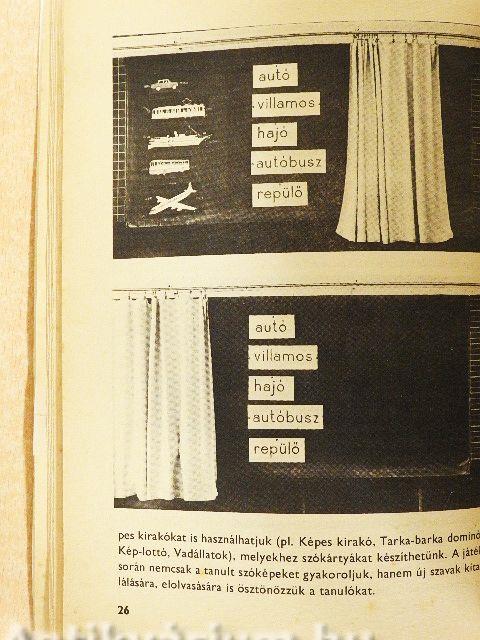 autó
villamos
hajó
autóbusz
repülő
autó
villamos
hajó
autóbusz
repülő
pes kirakókat is használhatjuk (pl. Képes kirakó, Tarka-barka dominó
Kép-lottó, Vadállatok), melyekhez szókártyákat készíthetünk. A játék
során nemcsak a tanult szóképeket gyakoroljuk, hanem új szavak kita
lálására, elolvasására is ösztönözzük a tanulókat.
26